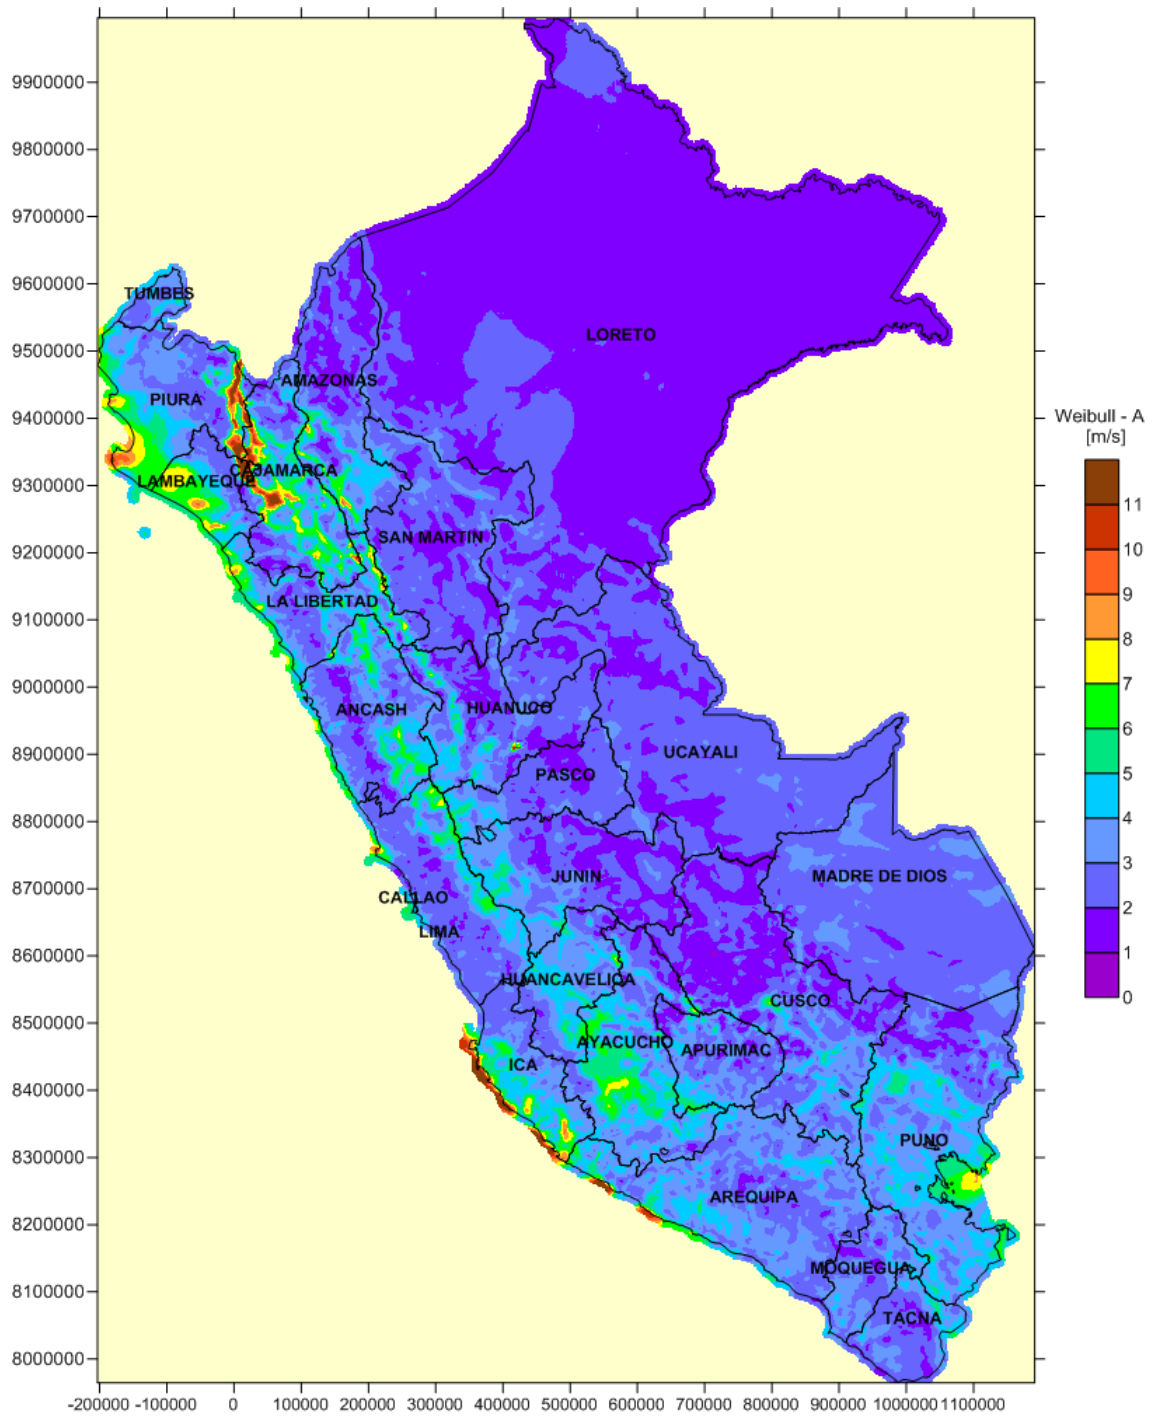 9900000
9800000
9700000
9600000
9500000
9400000
9300000
9200000
9100000
9000000
8900000
8800000
8700000
8600000
8500000
8400000
8300000
8200000
8100000
8000000
TUMBES
LORETO
AMAZONAS
PIURA
CAJAMARCA
LAMBAYEQUE
SAN MARTIN
LA LIBERTAD
ANCASH
HUANUCO
UCAYALI
PASCO
JUNIN
MADRE DE DIOS
CALLAO
LIMA
HUANCAVELICA
CUSCO
AYACUCHO
APURIMAC
ICA
PUNO
AREQUIPA
MOQUEGUA
TACNA
Weibull - A
[m/s]
11
10
9
8
7
6
5
4
3
2
1
0
-200000 -100000 0 100000 200000 300000 400000 500000 600000 700000 800000 900000 1000000 1100000